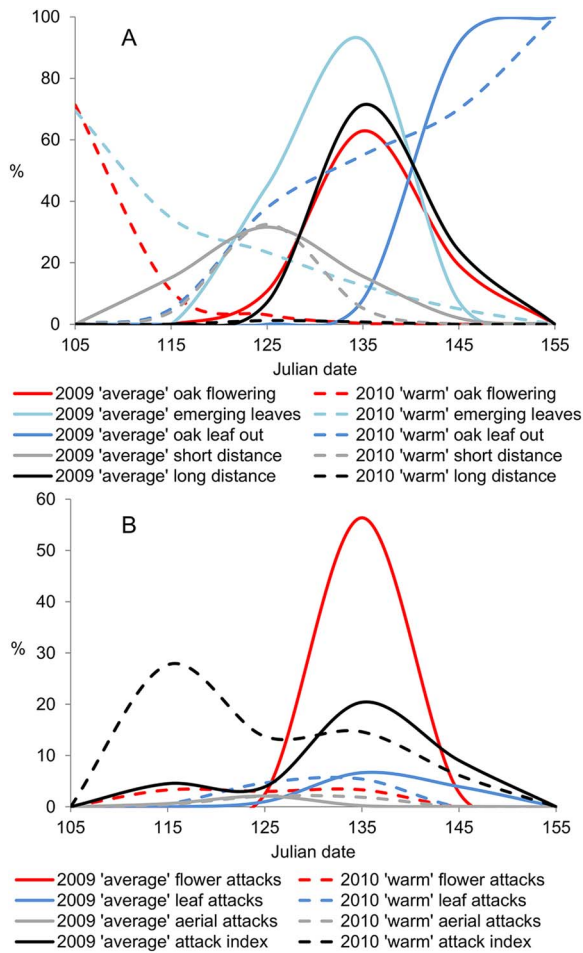 100
A
80
60
%
40
20
0
105 115 125 135 145 155
Julian date
2009 'average' oak flowering 2010 'warm' oak flowering
2009 'average' emerging leaves 2010 'warm' emerging leaves
2009 'average' oak leaf out 2010 'warm' oak leaf out
2009 'average' short distance 2010 'warm' short distance
2009 'average' long distance 2010 'warm' long distance
60
B
50
40
%
30
20
10
0
105 115 125 135 145 155
Julian date
2009 'average' flower attacks 2010 'warm' flower attacks
2009 'average' leaf attacks 2010 'warm' leaf attacks
2009 'average' aerial attacks 2010 'warm' aerial attacks
2009 'average' attack index 2010 'warm' attack index